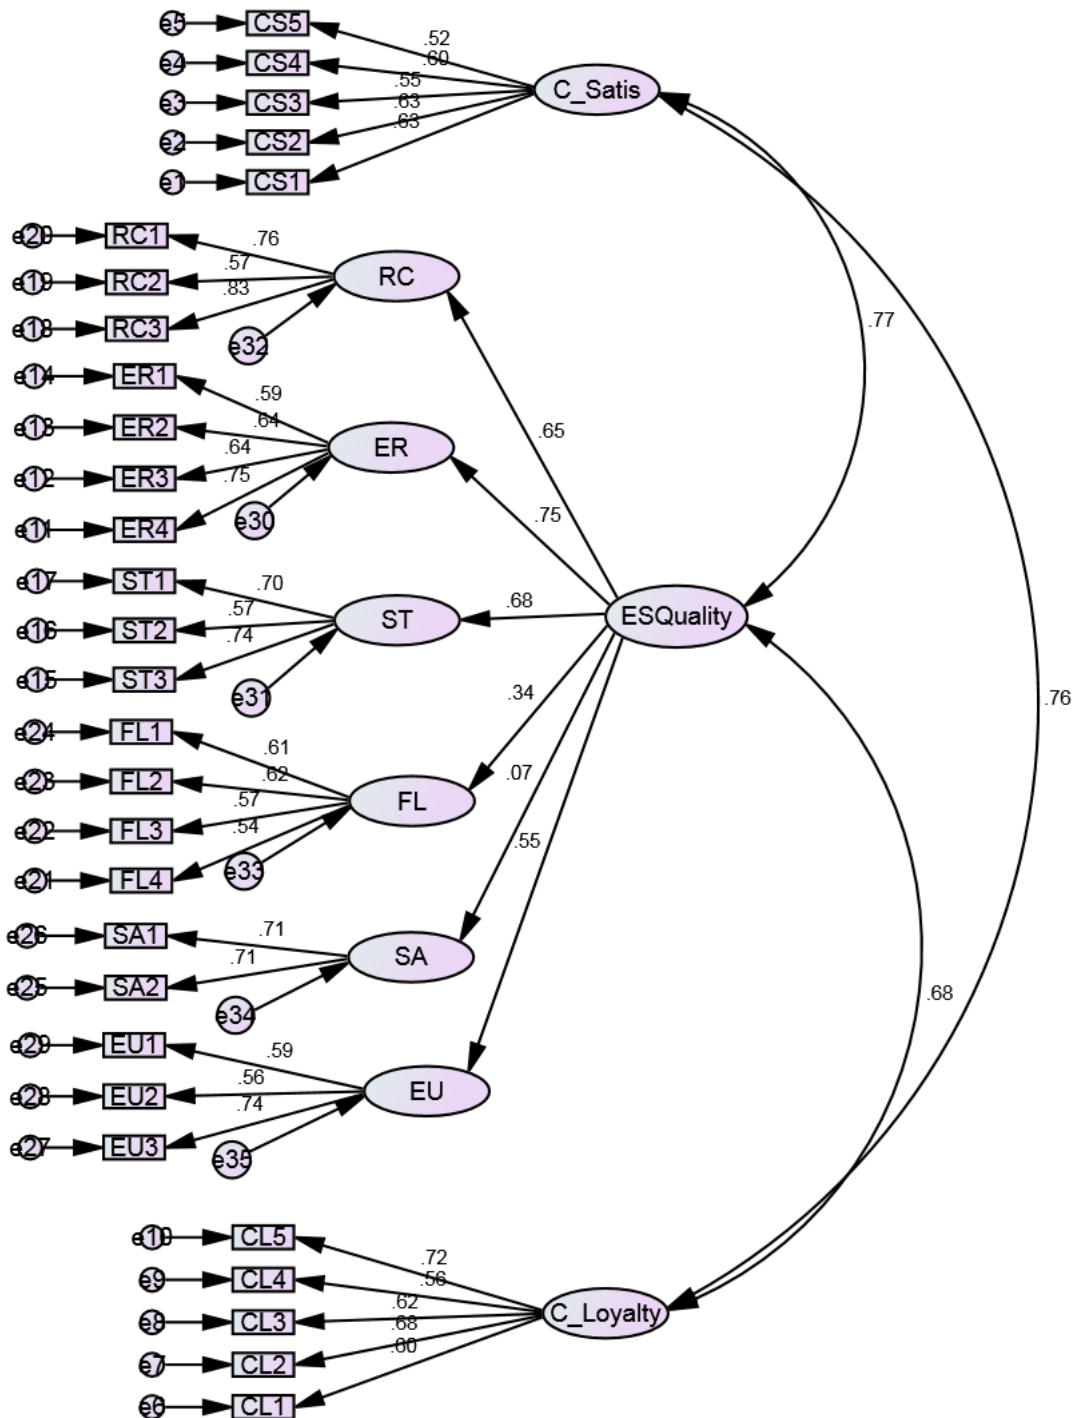 e5 CS5
.52
e4 CS4
.60
e3 CS3
.55
e2 CS2
.63
e1 CS1
.63
C_Satis
e20 RC1
.76
e19 RC2
.57
e18 RC3
.83
RC
e32
e14 ER1
.59
e13 ER2
.64
e12 ER3
.64
e11 ER4
.75
ER
e30
e17 ST1
.70
e16 ST2
.57
e15 ST3
.74
ST
e31
e24 FL1
.61
e23 FL2
.62
e22 FL3
.57
e21 FL4
.54
FL
e33
e26 SA1
.71
e25 SA2
.71
SA
e34
e29 EU1
.59
e28 EU2
.56
e27 EU3
.74
EU
e35
.65
.75
.68
.34
.07
.55
ESQuality
.77
.76
.68
e10 CL5
.72
e9 CL4
.56
e8 CL3
.62
e7 CL2
.68
e6 CL1
.60
C_Loyalty